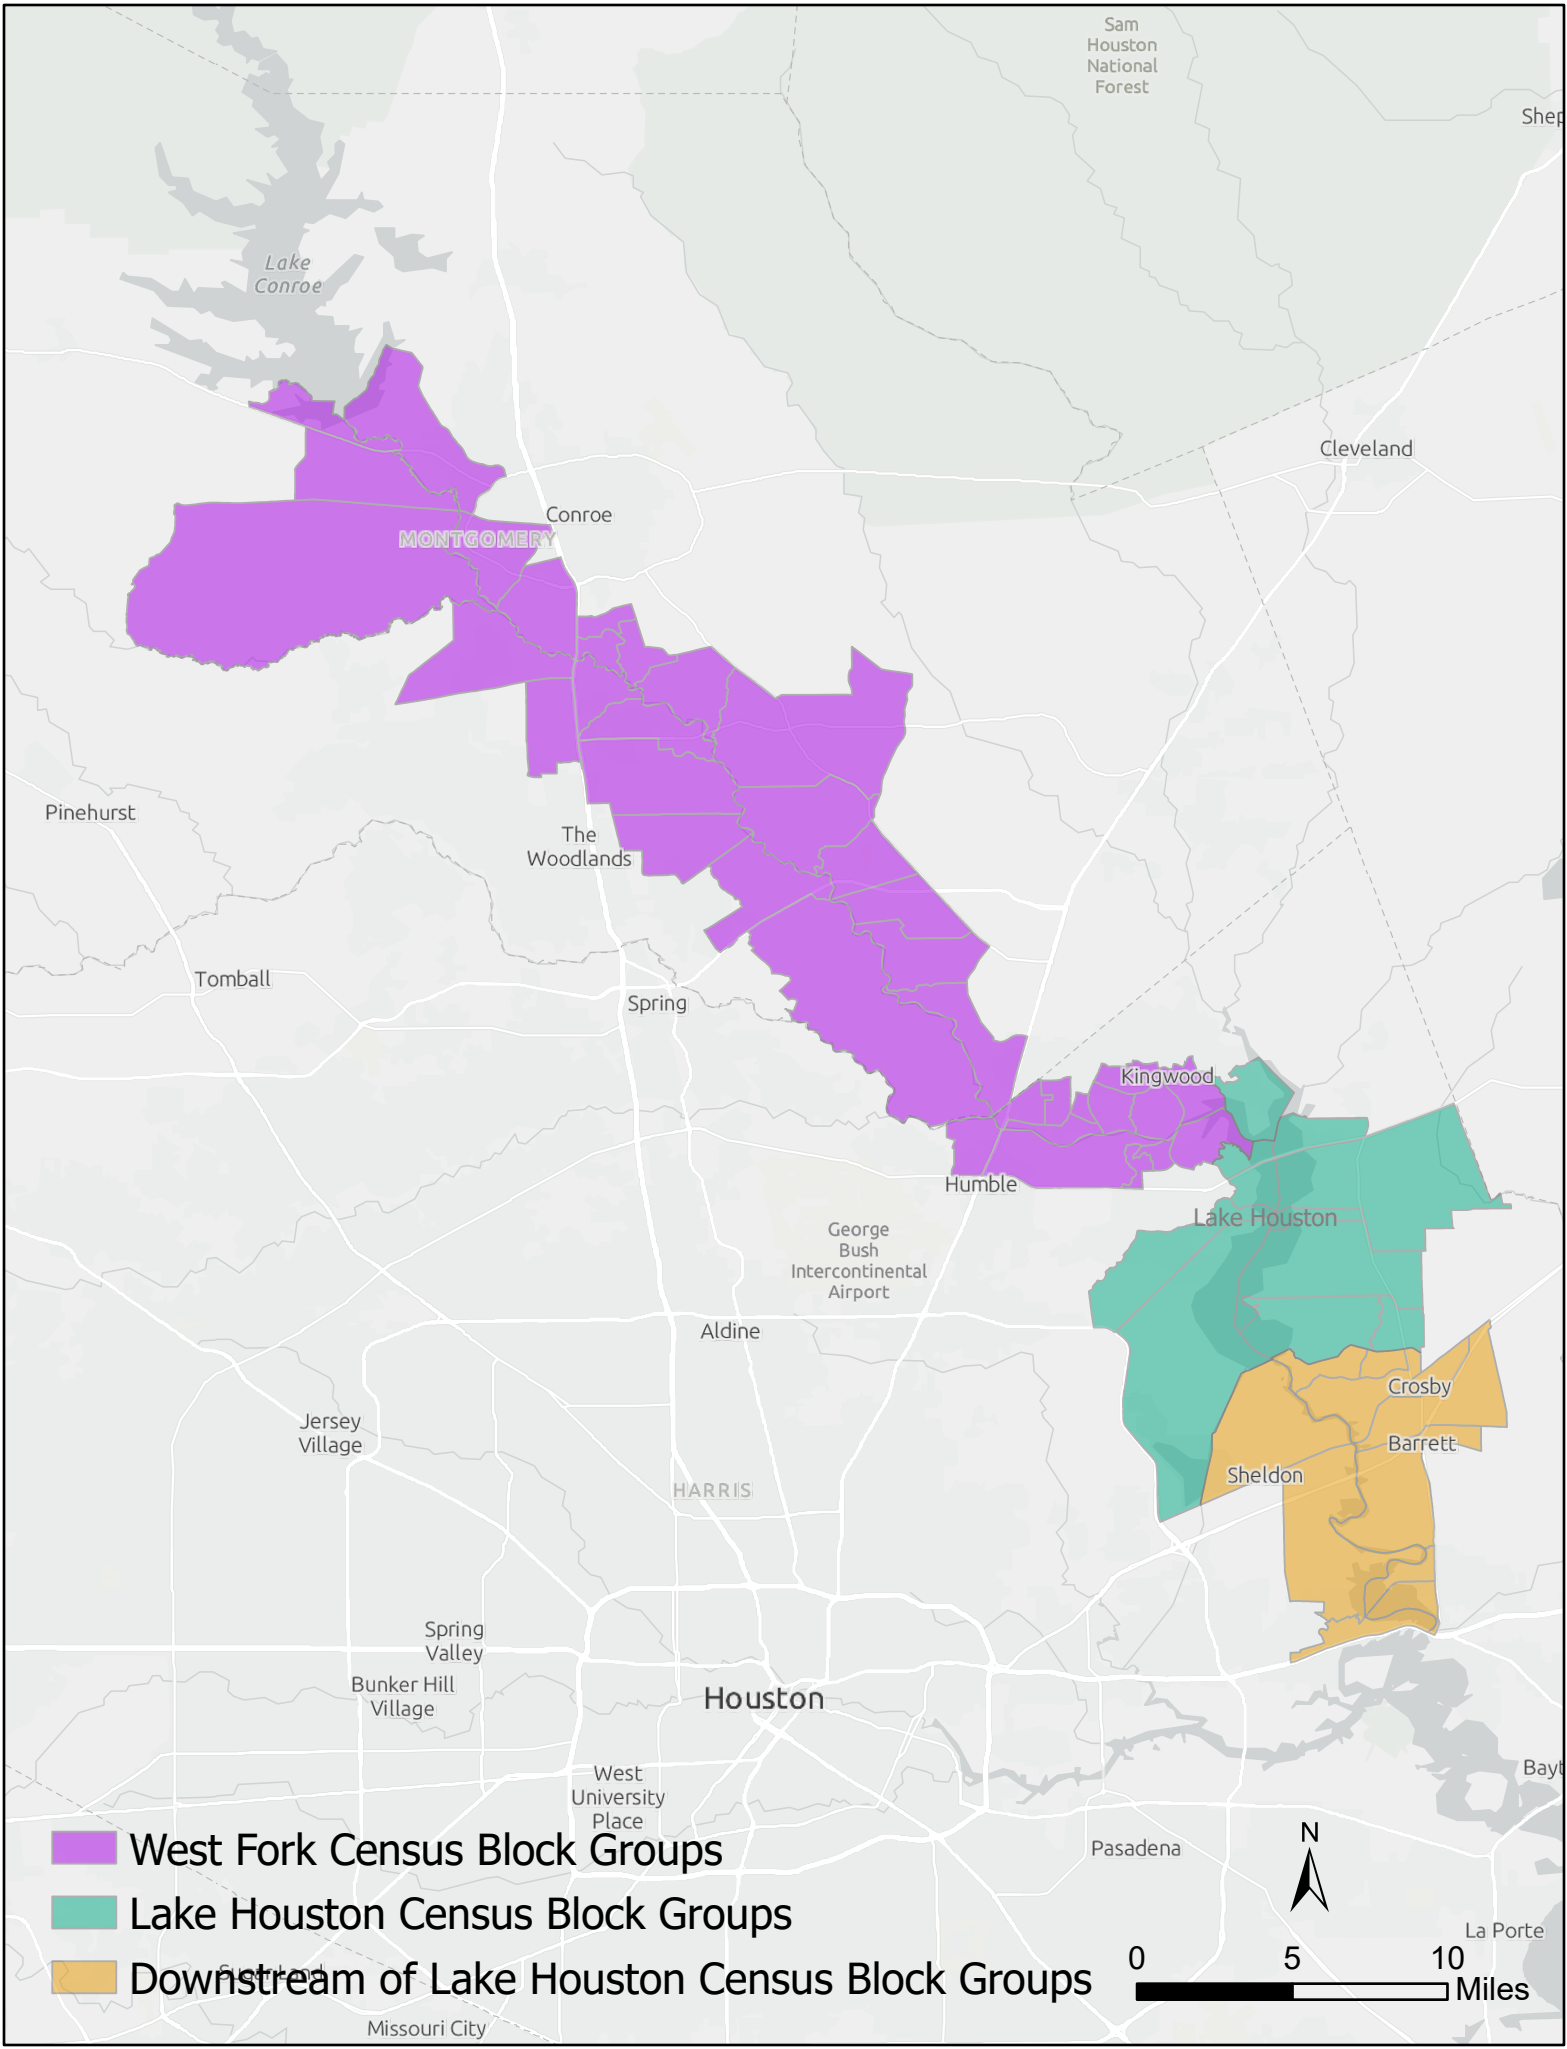 Sam
Houston
National
Forest
Shep
Lake
Conroe
Cleveland
Conroe
MONTGOMERY
Pinehurst
The
Woodlands
Tomball
Spring
Kingwood
Humble
Lake Houston
George
Bush
Intercontinental
Airport
Aldine
Crosby
Jersey
Village
Barrett
Sheldon
HARRIS
Spring
Valley
Bunker Hill
Village
Houston
West
University
Place
Bayt
Pasadena
N
West Fork Census Block Groups
Lake Houston Census Block Groups
La Porte
Sugar Land
Downstream of Lake Houston Census Block Groups
0 5 10
Miles
Missouri City